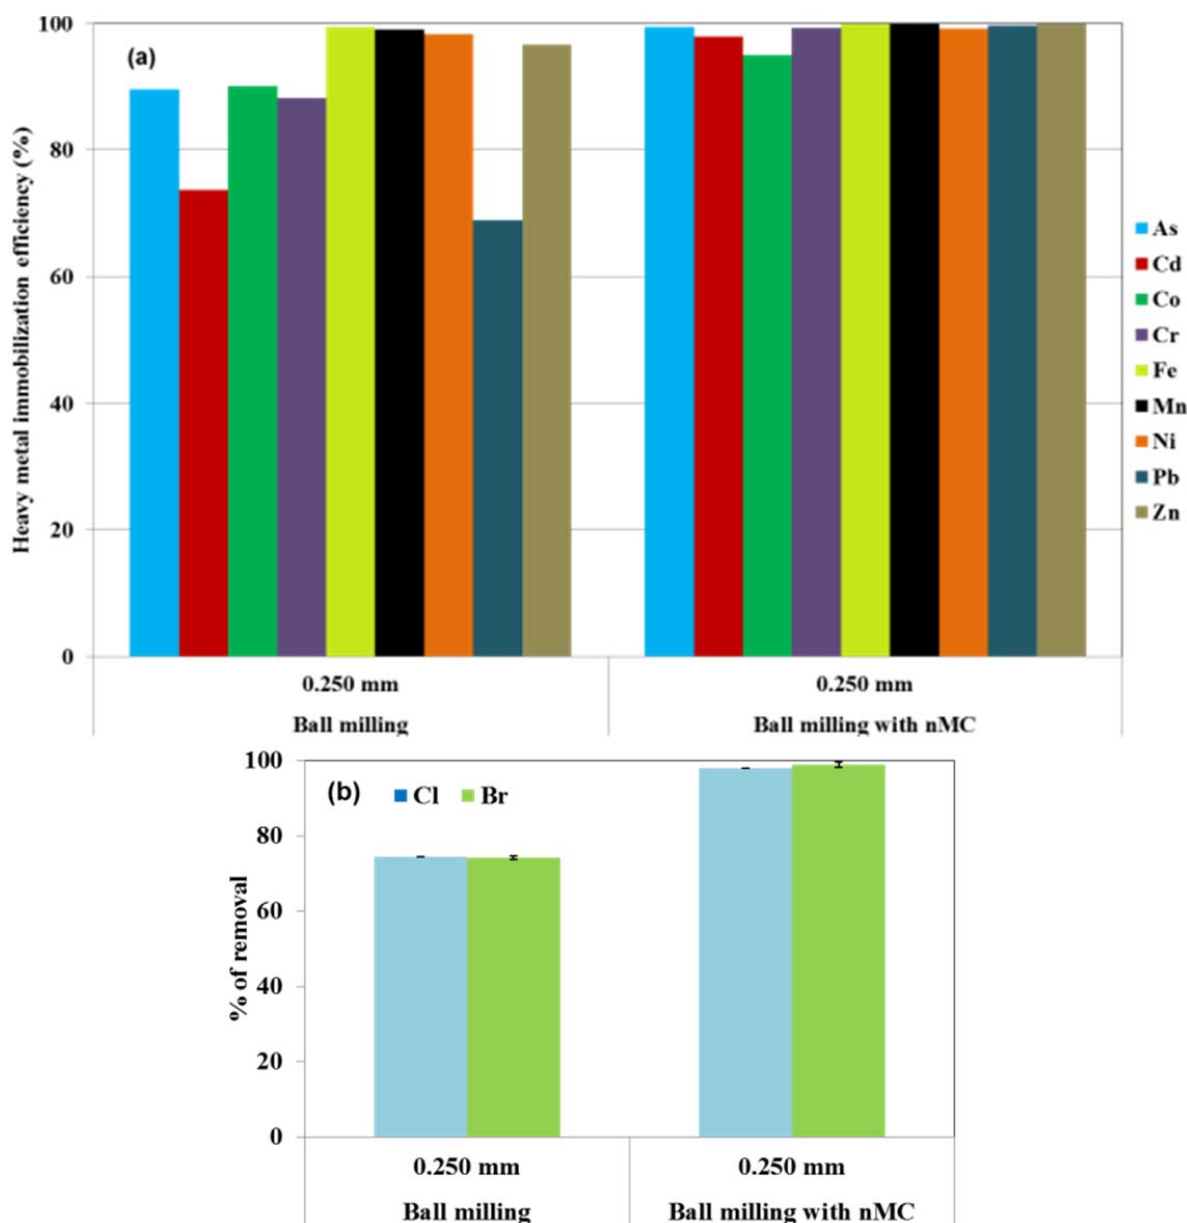 (a)
Heavy metal immobilization efficiency (%)
100
80
60
40
20
0
0.250 mm
0.250 mm
Ball milling
Ball milling with nMC
As
Cd
Co
Cr
Fe
Mn
Ni
Pb
Zn
(b)
Cl
Br
% of removal
100
80
60
40
20
0
0.250 mm
0.250 mm
Ball milling
Ball milling with nMC